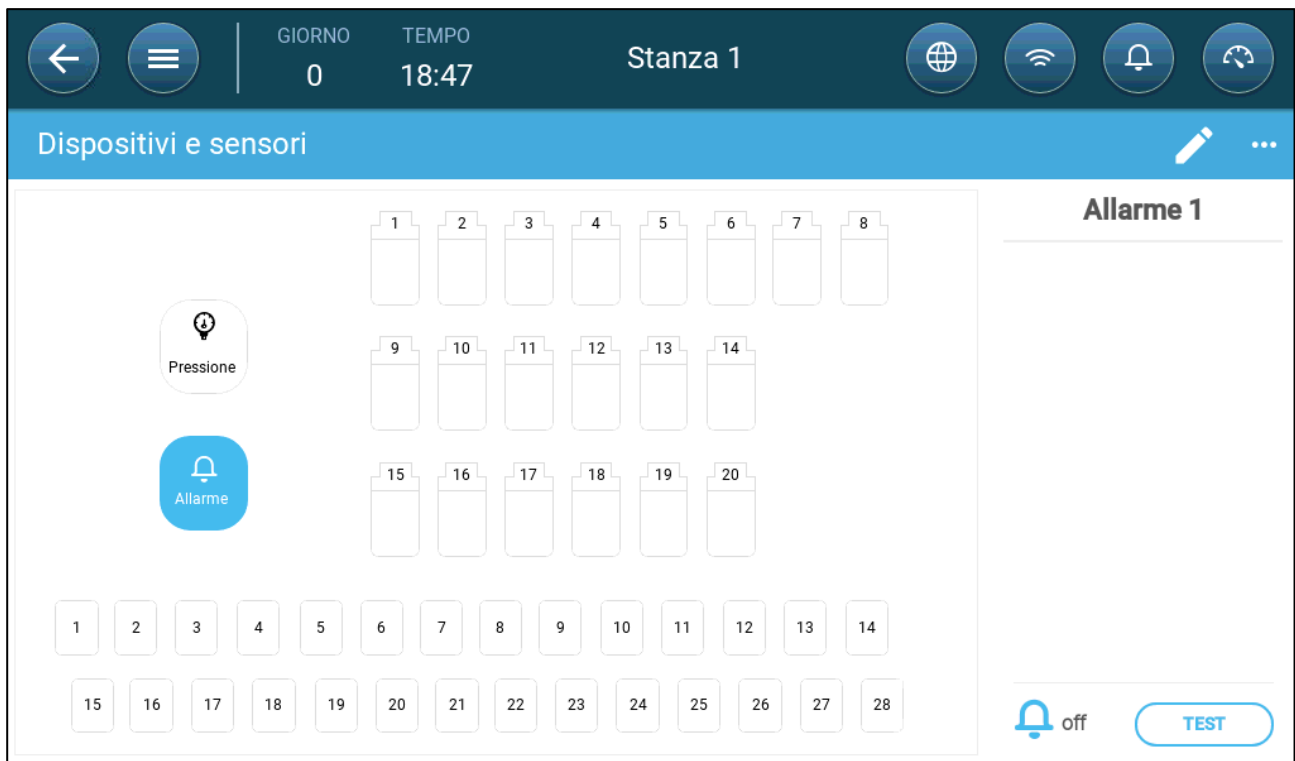 GIORNO TEMPO
0 18:47 Stanza 1
Dispositivi e sensori
Allarme 1
1 2 3 4 5 6 7 8
Pressione
9 10 11 12 13 14
Allarme
15 16 17 18 19 20
1 2 3 4 5 6 7 8 9 10 11 12 13 14
15 16 17 18 19 20 21 22 23 24 25 26 27 28
off TEST